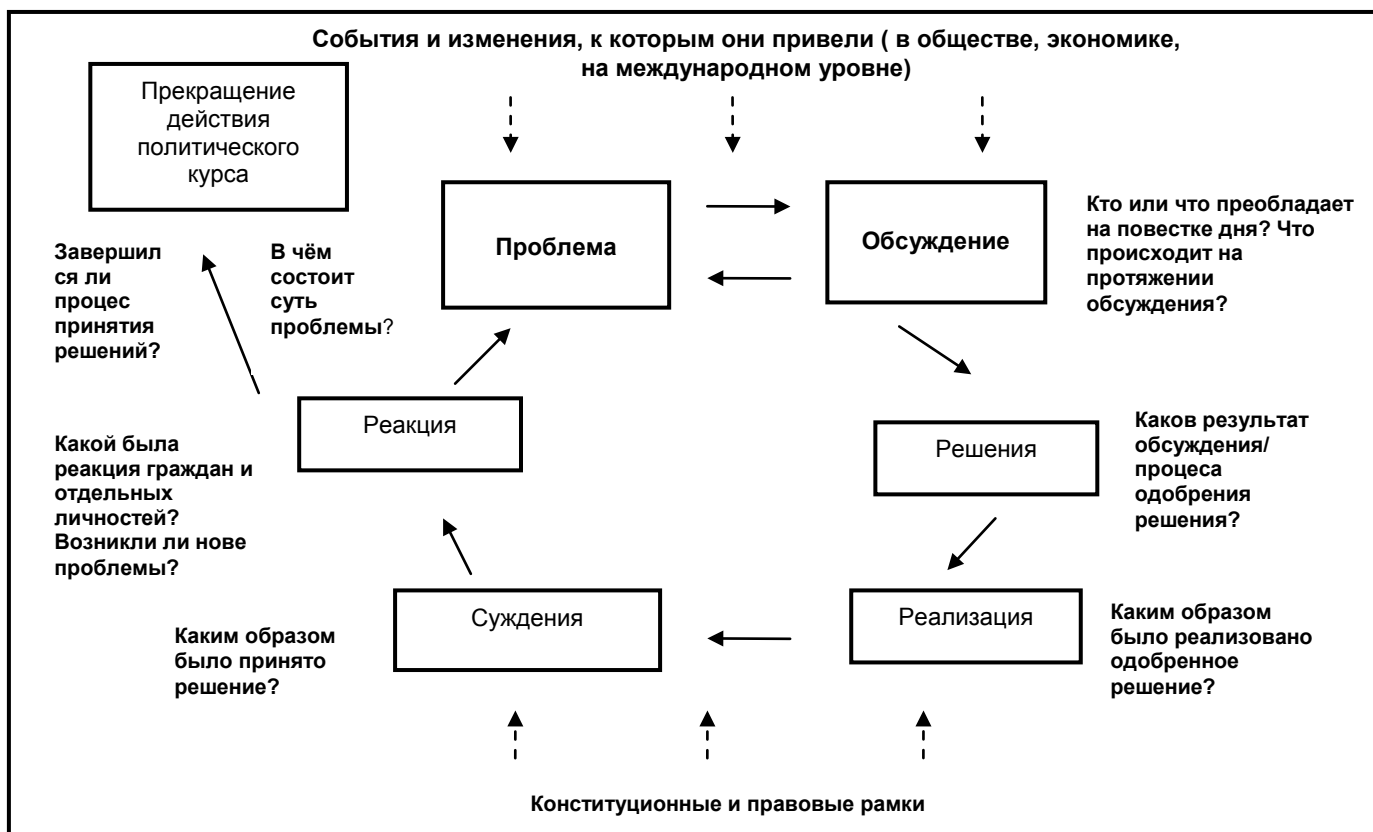 События и изменения, к которым они привели ( в обществе, экономике,
на международном уровне)
Прекращение
действия
политического
курса
Проблема
Обсуждение
Кто или что преобладает
на повестке дня? Что
происходит на
протяжении
обсуждения?
Завершил
ся ли
процес
принятия
решений?
В чём
состоит
суть
проблемы?
Реакция
Решения
Каков результат
обсуждения/
процеса
одобрения
решения?
Какой была
реакция граждан и
отдельных
личностей?
Возникли ли нове
проблемы?
Суждения
Реализация
Каким образом
было принято
решение?
Каким образом
было реализовано
одобренное
решение?
Конституционные и правовые рамки